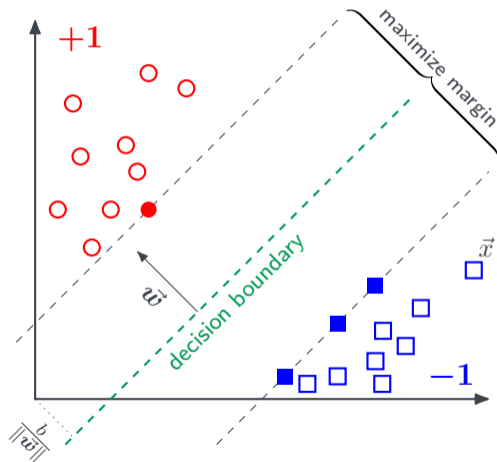 +1
maximize margin
x⃗
w⃗
decision boundary
−1
b
‖w⃗‖